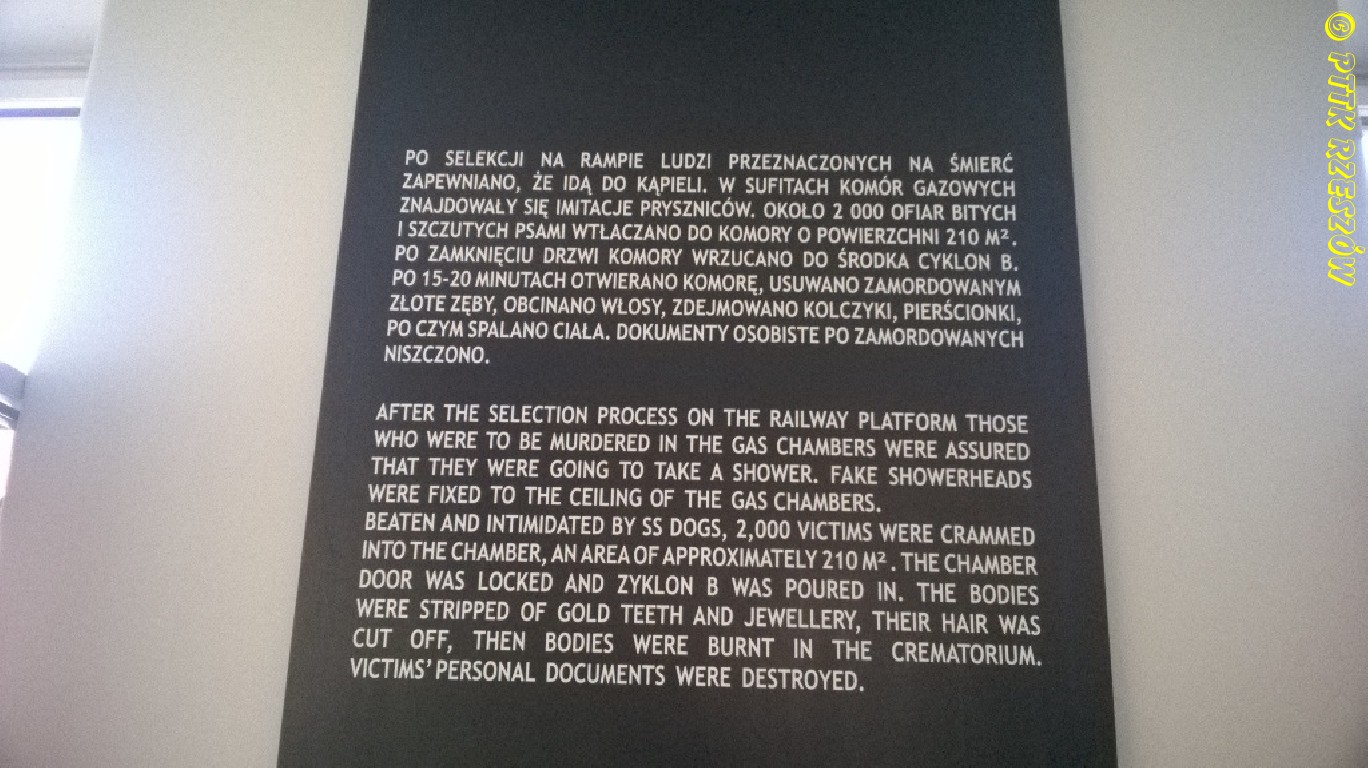 PO SELEKCJI NA RAMPIE LUDZI PRZEZNACZONYCH NA ŚMIERĆ
ZAPEWNIANO, ŻE IDĄ DO KĄPIELI. W SUFITACH KOMÓR GAZOWYCH
ZNAJDOWAŁY SIĘ IMITACJE PRYSZNICÓW. OKOŁO 2 000 OFIAR BITYCH
I SZCZUTYCH PSAMI WTŁACZANO DO KOMORY O POWIERZCHNI 210 M².
PO ZAMKNIĘCIU DRZWI KOMORY WRZUCANO DO ŚRODKA CYKLON B.
PO 15-20 MINUTACH OTWIERANO KOMORĘ, USUWANO ZAMORDOWANYM
ZŁOTE ZĘBY, OBCINANO WŁOSY, ZDEJMOWANO KOLCZYKI, PIERŚCIONKI,
PO CZYM SPALANO CIAŁA. DOKUMENTY OSOBISTE PO ZAMORDOWANYCH
NISZCZONO.
AFTER THE SELECTION PROCESS ON THE RAILWAY PLATFORM THOSE
WHO WERE TO BE MURDERED IN THE GAS CHAMBERS WERE ASSURED
THAT THEY WERE GOING TO TAKE A SHOWER. FAKE SHOWERHEADS
WERE FIXED TO THE CEILING OF THE GAS CHAMBERS.
BEATEN AND INTIMIDATED BY SS DOGS, 2,000 VICTIMS WERE CRAMMED
INTO THE CHAMBER, AN AREA OF APPROXIMATELY 210 M². THE CHAMBER
DOOR WAS LOCKED AND ZYKLON B WAS POURED IN. THE BODIES
WERE STRIPPED OF GOLD TEETH AND JEWELLERY, THEIR HAIR WAS
CUT OFF, THEN BODIES WERE BURNT IN THE CREMATORIUM.
VICTIMS' PERSONAL DOCUMENTS WERE DESTROYED.
© PTTK RZESZÓW